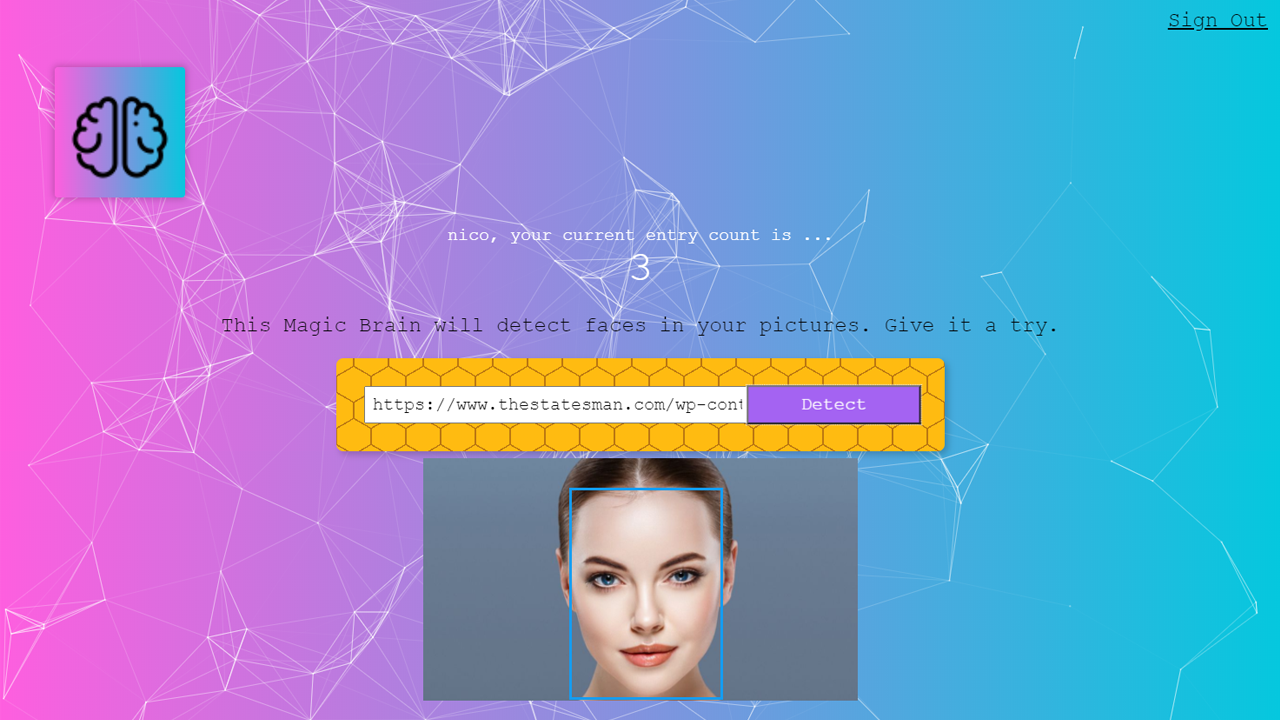 Sign Out
nico, your current entry count is ...
3
This Magic Brain will detect faces in your pictures. Give it a try.
https://www.thestatesman.com/wp-cont
Detect